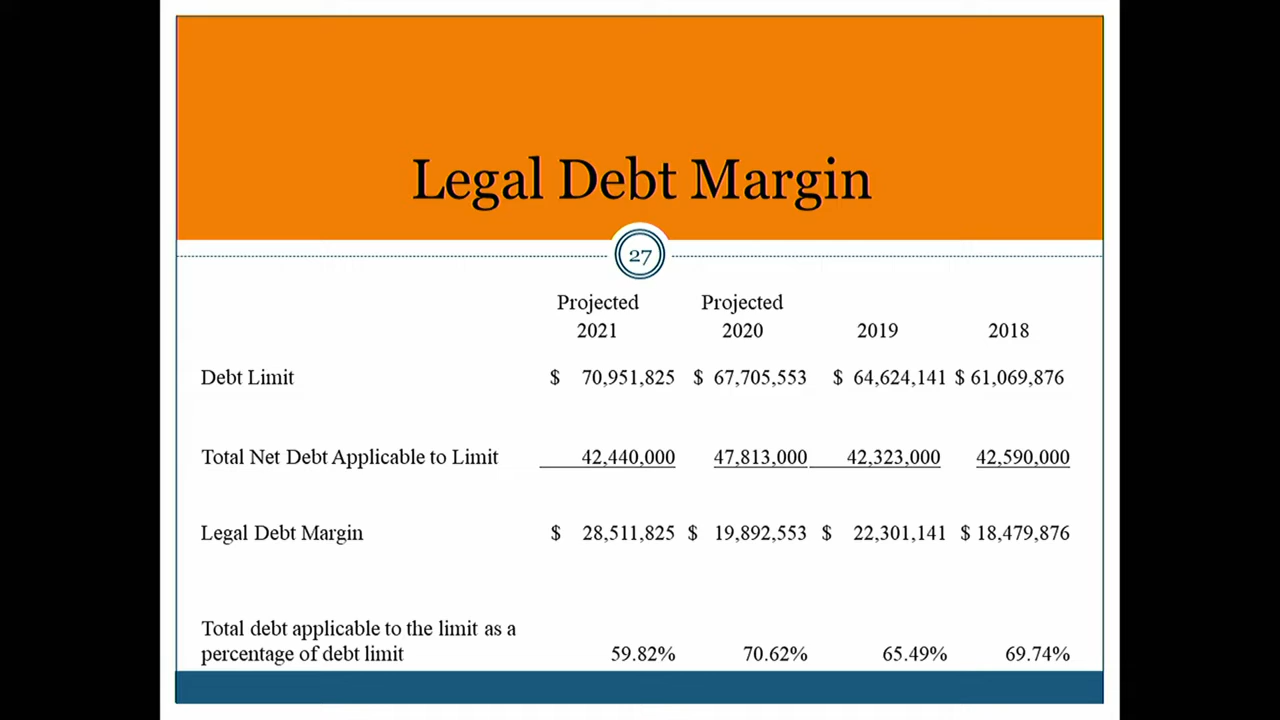 Legal Debt Margin
27
Projected Projected
2021 2020 2019 2018
Debt Limit $ 70,951,825 $ 67,705,553 $ 64,624,141 $ 61,069,876
Total Net Debt Applicable to Limit 42,440,000 47,813,000 42,323,000 42,590,000
Legal Debt Margin $ 28,511,825 $ 19,892,553 $ 22,301,141 $ 18,479,876
Total debt applicable to the limit as a
percentage of debt limit 59.82% 70.62% 65.49% 69.74%